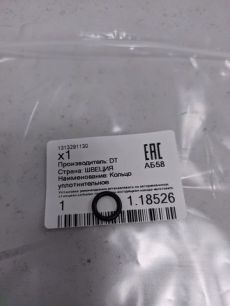 1313291130
x1
Производитель: DT
Страна: ШВЕЦИЯ
Наименование: Кольцо
уплотнительное
EAC
АБ58
1 1.18526